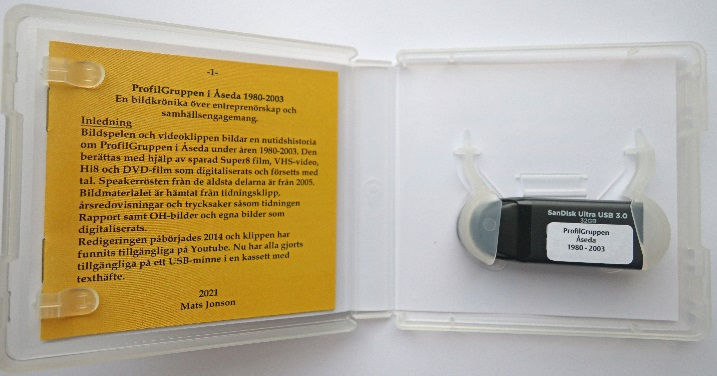 -1-
ProfilGruppen i Åseda 1980-2003
En bildkrönika över entreprenörskap och
samhällsengagemang.
Inledning
Bildspelen och videoklippen bildar en nutidshistoria
om ProfilGruppen i Åseda under åren 1980-2003. Den
berättas med hjälp av sparad Super8 film, VHS-video,
Hi8 och DVD-film som digitaliserats och försetts med
tal. Speakerrösten från de äldsta delarna är från 2005.
Bildmaterialet är hämtat från tidningsklipp,
årsredovisningar och trycksaker såsom tidningen
Rapport samt OH-bilder och egna bilder som
digitaliserats.
Redigeringen påbörjades 2014 och klippen har
funnits tillgängliga på Youtube. Nu har alla gjorts
tillgängliga på ett USB-minne i en kassett med
texthäfte.
2021
Mats Jonson
SanDisk Ultra USB 3.0
32GB
ProfilGruppen
Åseda
1980 - 2003